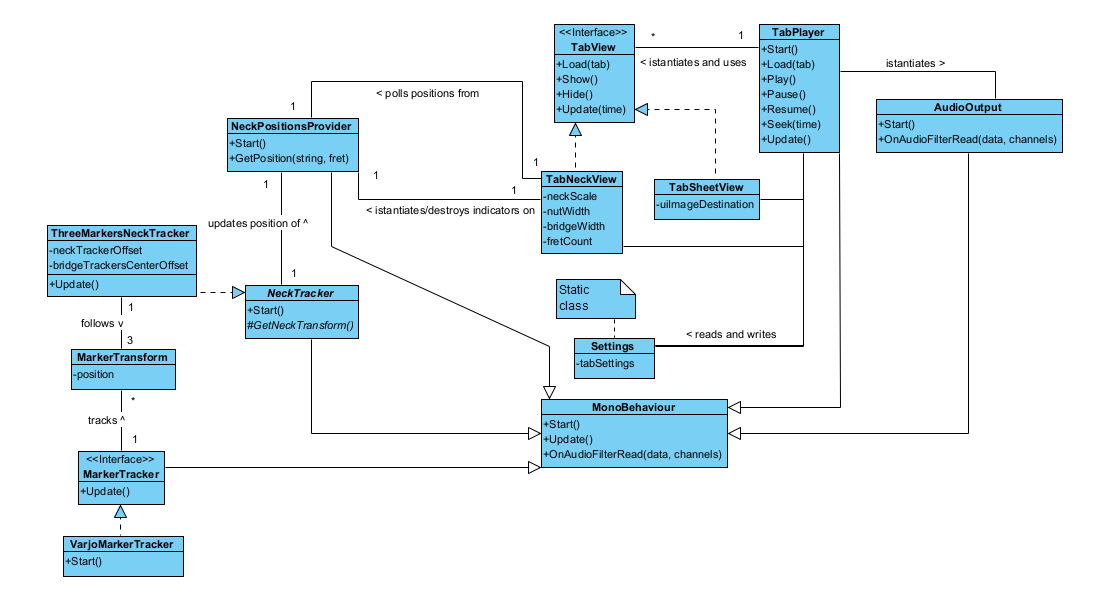 <<Interface>>
TabView
+Load(tab)
+Show()
+Hide()
+Update(time)
*
1
< istantiates and uses
TabPlayer
+Start()
+Load(tab)
+Play()
+Pause()
+Resume()
+Seek(time)
+Update()
istantiates >
AudioOutput
+Start()
+OnAudioFilterRead(data, channels)
< polls positions from
1
1
NeckPositionsProvider
+Start()
+GetPosition(string, fret)
1
1
1
< istantiates/destroys indicators on
TabNeckView
-neckScale
-nutWidth
-bridgeWidth
-fretCount
TabSheetView
-uiImageDestination
updates position of ^
1
ThreeMarkersNeckTracker
-neckTrackerOffset
-bridgeTrackersCenterOffset
+Update()
NeckTracker
+Start()
#GetNeckTransform()
Static
class
1
follows v
3
< reads and writes
Settings
-tabSettings
MarkerTransform
-position
*
tracks ^
1
MonoBehaviour
+Start()
+Update()
+OnAudioFilterRead(data, channels)
<<Interface>>
MarkerTracker
+Update()
VarjoMarkerTracker
+Start()